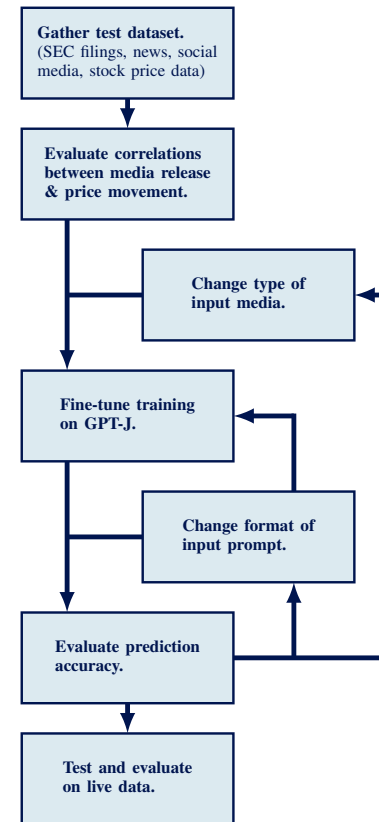 Gather test dataset.
(SEC filings, news, social
media, stock price data)
Evaluate correlations
between media release
& price movement.
Change type of
input media.
Fine-tune training
on GPT-J.
Change format of
input prompt.
Evaluate prediction
accuracy.
Test and evaluate
on live data.